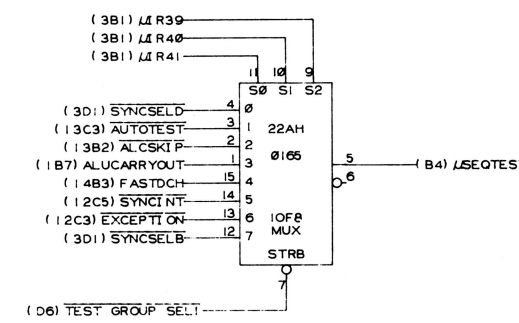 (3B1) µIR39
(3B1) µIR40
(3B1) µIR41
11 10 9
S0 S1 S2
(3D1) SYNCSELD 4 0
(13C3) AUTOTEST 3 1
(13B2) ALCSKIP 2 2
(1B7) ALUCARRYOUT 1 3
(14B3) FASTDCH 15 4
(12C5) SYNCINT 14 5
(12C3) EXCEPTION 13 6
(3D1) SYNCSELB 12 7
22AH
0165
1OF8
MUX
STRB
5 (B4) µSEQTES
6
7
(D6) TEST GROUP SEL1